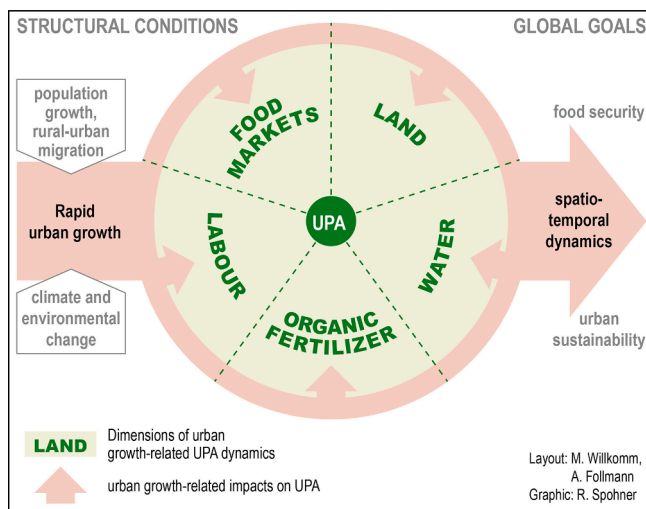 STRUCTURAL CONDITIONS
GLOBAL GOALS
population
growth,
rural-urban
migration
Rapid
urban growth
climate and
environmental
change
FOOD
MARKETS
LAND
LABOUR
UPA
WATER
ORGANIC
FERTILIZER
food security
spatio-
temporal
dynamics
urban
sustainability
LAND
Dimensions of urban
growth-related UPA dynamics
urban growth-related impacts on UPA
Layout: M. Willkomm,
A. Follmann
Graphic: R. Spohner